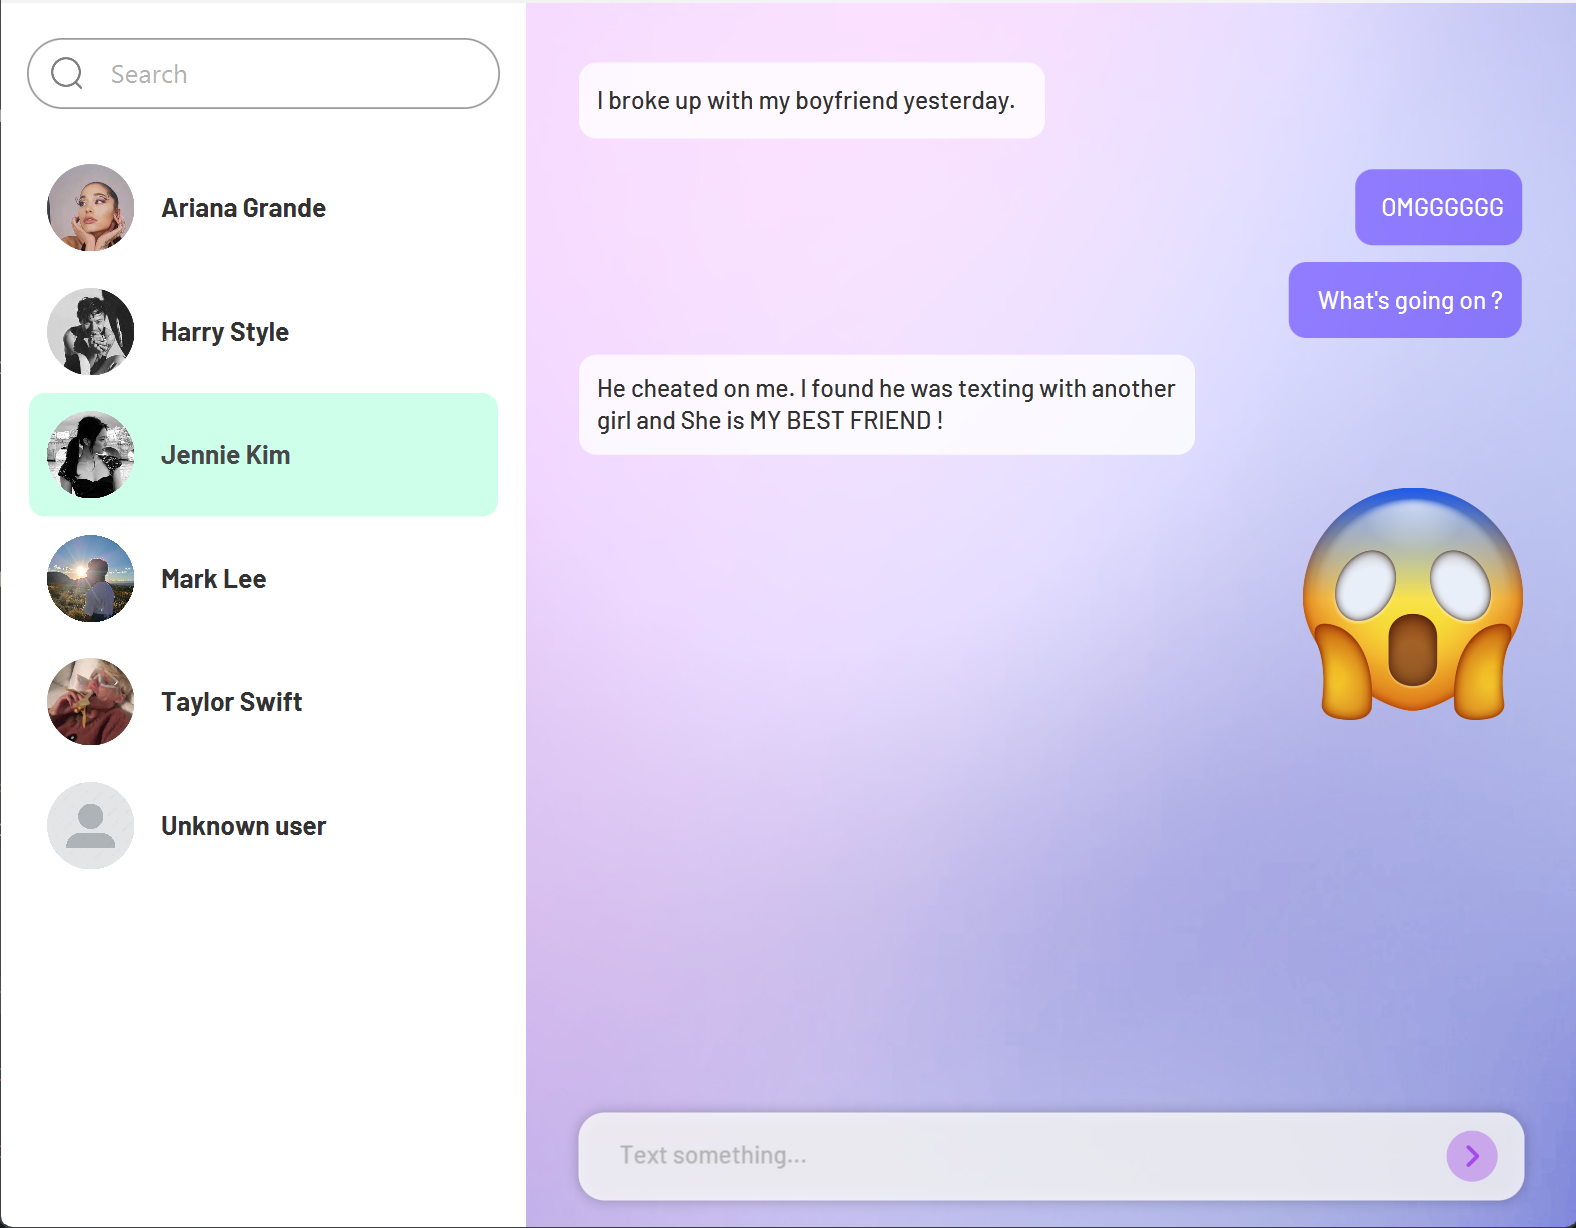 Search
Ariana Grande
Harry Style
Jennie Kim
Mark Lee
Taylor Swift
Unknown user
I broke up with my boyfriend yesterday.
OMGGGGGG
What's going on ?
He cheated on me. I found he was texting with another
girl and She is MY BEST FRIEND !
Text something...